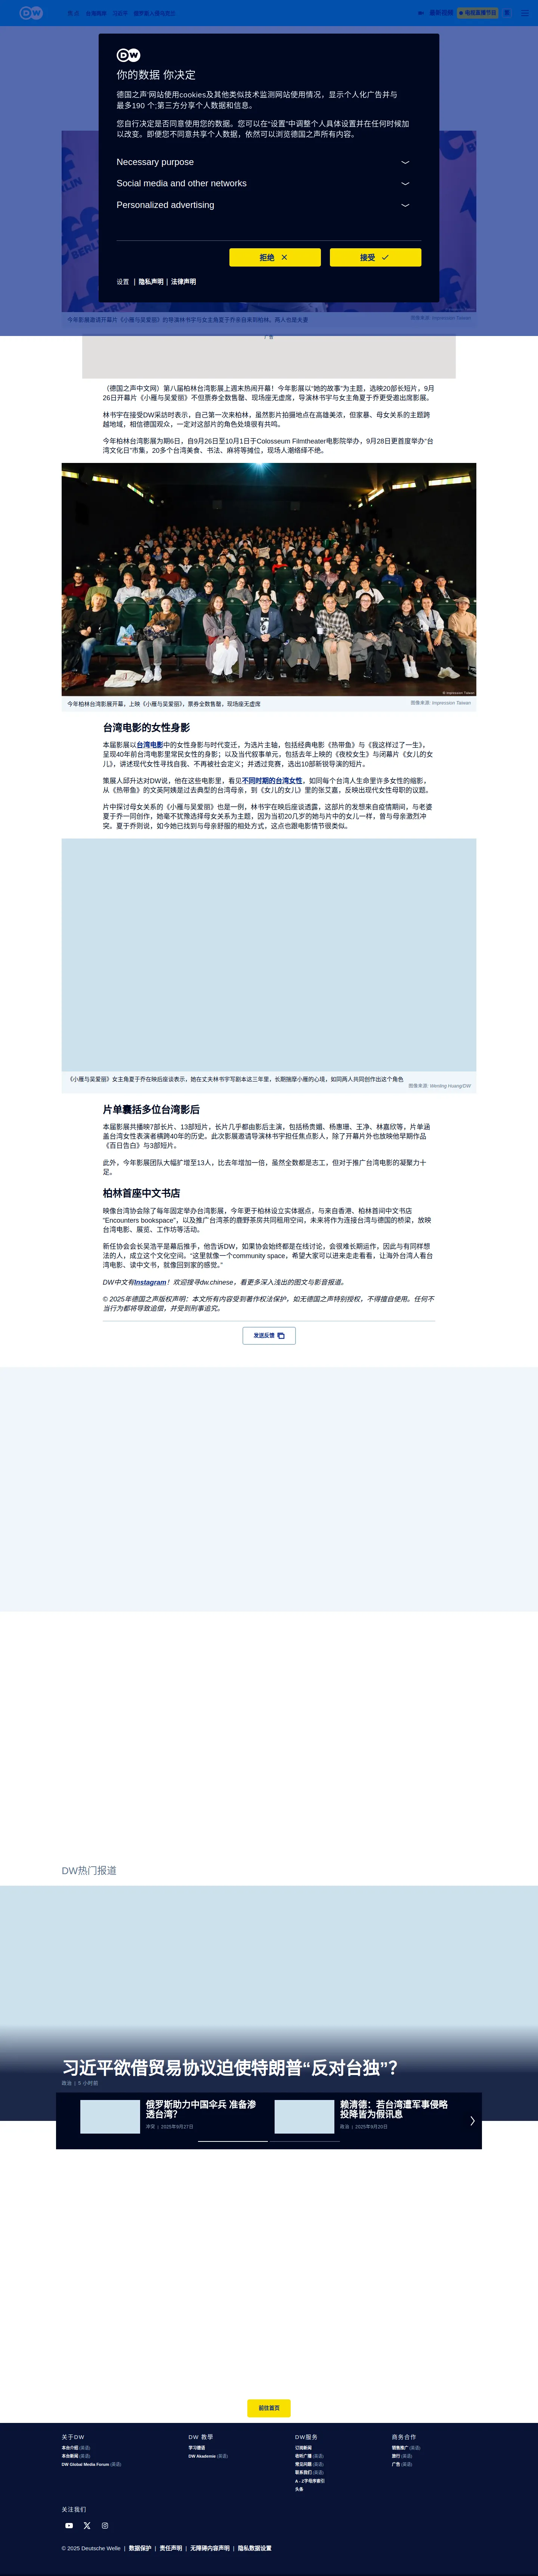 DW
你的数据 你决定
德国之声网站使用cookies及其他类似技术监测网站使用情况，显示个人化广告并与
最多190 个;第三方分享个人数据和信息。
您自行决定是否同意使用您的数据。您可以在“设置”中调整个人具体设置并在任何时候加
以改变。即便您不同意共享个人数据，依然可以浏览德国之声所有内容。
Necessary purpose
Social media and other networks
Personalized advertising
拒绝
接受
设置 | 隐私声明 | 法律声明
今年影展邀请开幕片《小雁与吴爱丽》的导演林书宇与女主角夏于乔亲自来到柏林，两人也是夫妻
图像来源: Impression Taiwan
广告
（德国之声中文网）第八届柏林台湾影展上週末热闹开幕！今年影展以“她的故事”为主题，选映20部长短片，9月
26日开幕片《小雁与吴爱丽》不但票券全数售罄、现场座无虚席，导演林书宇与女主角夏于乔更受邀出席影展。
林书宇在接受DW采访时表示，自己第一次来柏林，虽然影片拍摄地点在高雄美浓，但家暴、母女关系的主题跨
越地域，相信德国观众，一定对这部片的角色处境很有共鸣。
今年柏林台湾影展为期6日，自9月26日至10月1日于Colosseum Filmtheater电影院举办，9月28日更首度举办“台
湾文化日”市集，20多个台湾美食、书法、麻将等摊位，现场人潮络绎不绝。
© Impression Taiwan
今年柏林台湾影展开幕，上映《小雁与吴爱丽》，票券全数售罄，现场座无虚席
图像来源: Impression Taiwan
台湾电影的女性身影
本届影展以台湾电影中的女性身影与时代变迁，为选片主轴，包括经典电影《热带鱼》与《我这样过了一生》，
呈现40年前台湾电影里常民女性的身影；以及当代叙事单元，包括去年上映的《夜校女生》与闭幕片《女儿的女
儿》，讲述现代女性寻找自我、不再被社会定义；并透过竞赛，选出10部新锐导演的短片。
策展人邱升达对DW说，他在这些电影里，看见不同时期的台湾女性，如同每个台湾人生命里许多女性的缩影，
从《热带鱼》的文英阿姨是过去典型的台湾母亲，到《女儿的女儿》里的张艾嘉，反映出现代女性母职的议题。
片中探讨母女关系的《小雁与吴爱丽》也是一例，林书宇在映后座谈透露，这部片的发想来自疫情期间，与老婆
夏于乔一同创作，她毫不犹豫选择母女关系为主题，因为当初20几岁的她与片中的女儿一样，曾与母亲激烈冲
突。夏于乔则说，如今她已找到与母亲舒服的相处方式，这点也跟电影情节很类似。
《小雁与吴爱丽》女主角夏于乔在映后座谈表示，她在丈夫林书宇写剧本这三年里，长期揣摩小雁的心境，如同两人共同创作出这个角色
图像来源: Wenling Huang/DW
片单囊括多位台湾影后
本届影展共播映7部长片、13部短片，长片几乎都由影后主演，包括杨贵媚、杨惠珊、王净、林嘉欣等，片单涵
盖台湾女性表演者横跨40年的历史。此次影展邀请导演林书宇担任焦点影人，除了开幕片外也放映他早期作品
《百日告白》与3部短片。
此外，今年影展团队大幅扩增至13人，比去年增加一倍，虽然全数都是志工，但对于推广台湾电影的凝聚力十
足。
柏林首座中文书店
映像台湾协会除了每年固定举办台湾影展，今年更于柏林设立实体据点，与来自香港、柏林首间中文书店
“Encounters bookspace”，以及推广台湾茶的鹿野茶房共同租用空间，未来将作为连接台湾与德国的桥梁，放映
台湾电影、展览、工作坊等活动。
新任协会会长吴浩平是幕后推手，他告诉DW，如果协会始终都是在线讨论，会很难长期运作，因此与有同样想
法的人，成立这个文化空间。“这里就像一个community space，希望大家可以进来走走看看，让海外台湾人看台
湾电影、读中文书，就像回到家的感觉。”
DW中文有Instagram！欢迎搜寻dw.chinese，看更多深入浅出的图文与影音报道。
© 2025年德国之声版权声明：本文所有内容受到著作权法保护，如无德国之声特别授权，不得擅自使用。任何不
当行为都将导致追偿，并受到刑事追究。
发送反馈
DW热门报道
习近平欲借贸易协议迫使特朗普“反对台独”？
政治 | 5 小时前
俄罗斯助力中国伞兵 准备渗
透台湾？
冲突 | 2025年9月27日
赖清德：若台湾遭军事侵略
投降皆为假讯息
政治 | 2025年9月20日
前往首页
关于DW
本台介绍 (英语)
本台新闻 (英语)
DW Global Media Forum (英语)
DW 教學
学习德语
DW Akademie (英语)
DW服务
订阅新闻
收听广播 (英语)
常见问题 (英语)
联系我们 (英语)
A - Z字母序索引
头条
商务合作
销售推广 (英语)
旅行 (英语)
广告 (英语)
关注我们
© 2025 Deutsche Welle | 数据保护 | 责任声明 | 无障碍内容声明 | 隐私数据设置